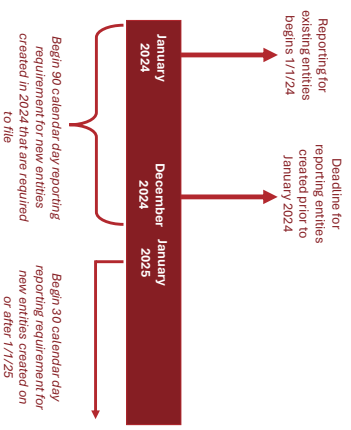 Reporting for
existing entities
begins 1/1/24
Deadline for
reporting entities
created prior to
January 2024
January
2024
December
2024
January
2025
Begin 90 calendar day reporting
requirement for new entities
created in 2024 that are required
to file
Begin 30 calendar day
reporting requirement for
new entities created on
or after 1/1/25